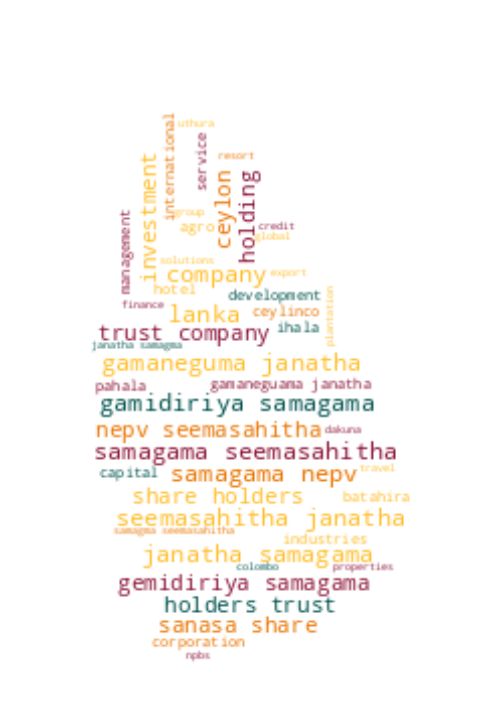 uthura
international
service
resort
investment
ceylon
holding
management
group
agro
credit
global
solutions
company
export
hotel
development
finance
lanka
ceylinco
plantation
trust company
ihala
janatha samagma
gamaneguma janatha
pahala
gamaneguama janatha
gamidiriya samagama
nepv seemasahitha
dakuna
samagama seemasahitha
capital
samagama nepv
travel
share holders
batahira
seemasahitha janatha
samagma seemasahitha
industries
janatha samagama
colombo
properties
gemidiriya samagama
holders trust
sanasa share
corporation
npbs